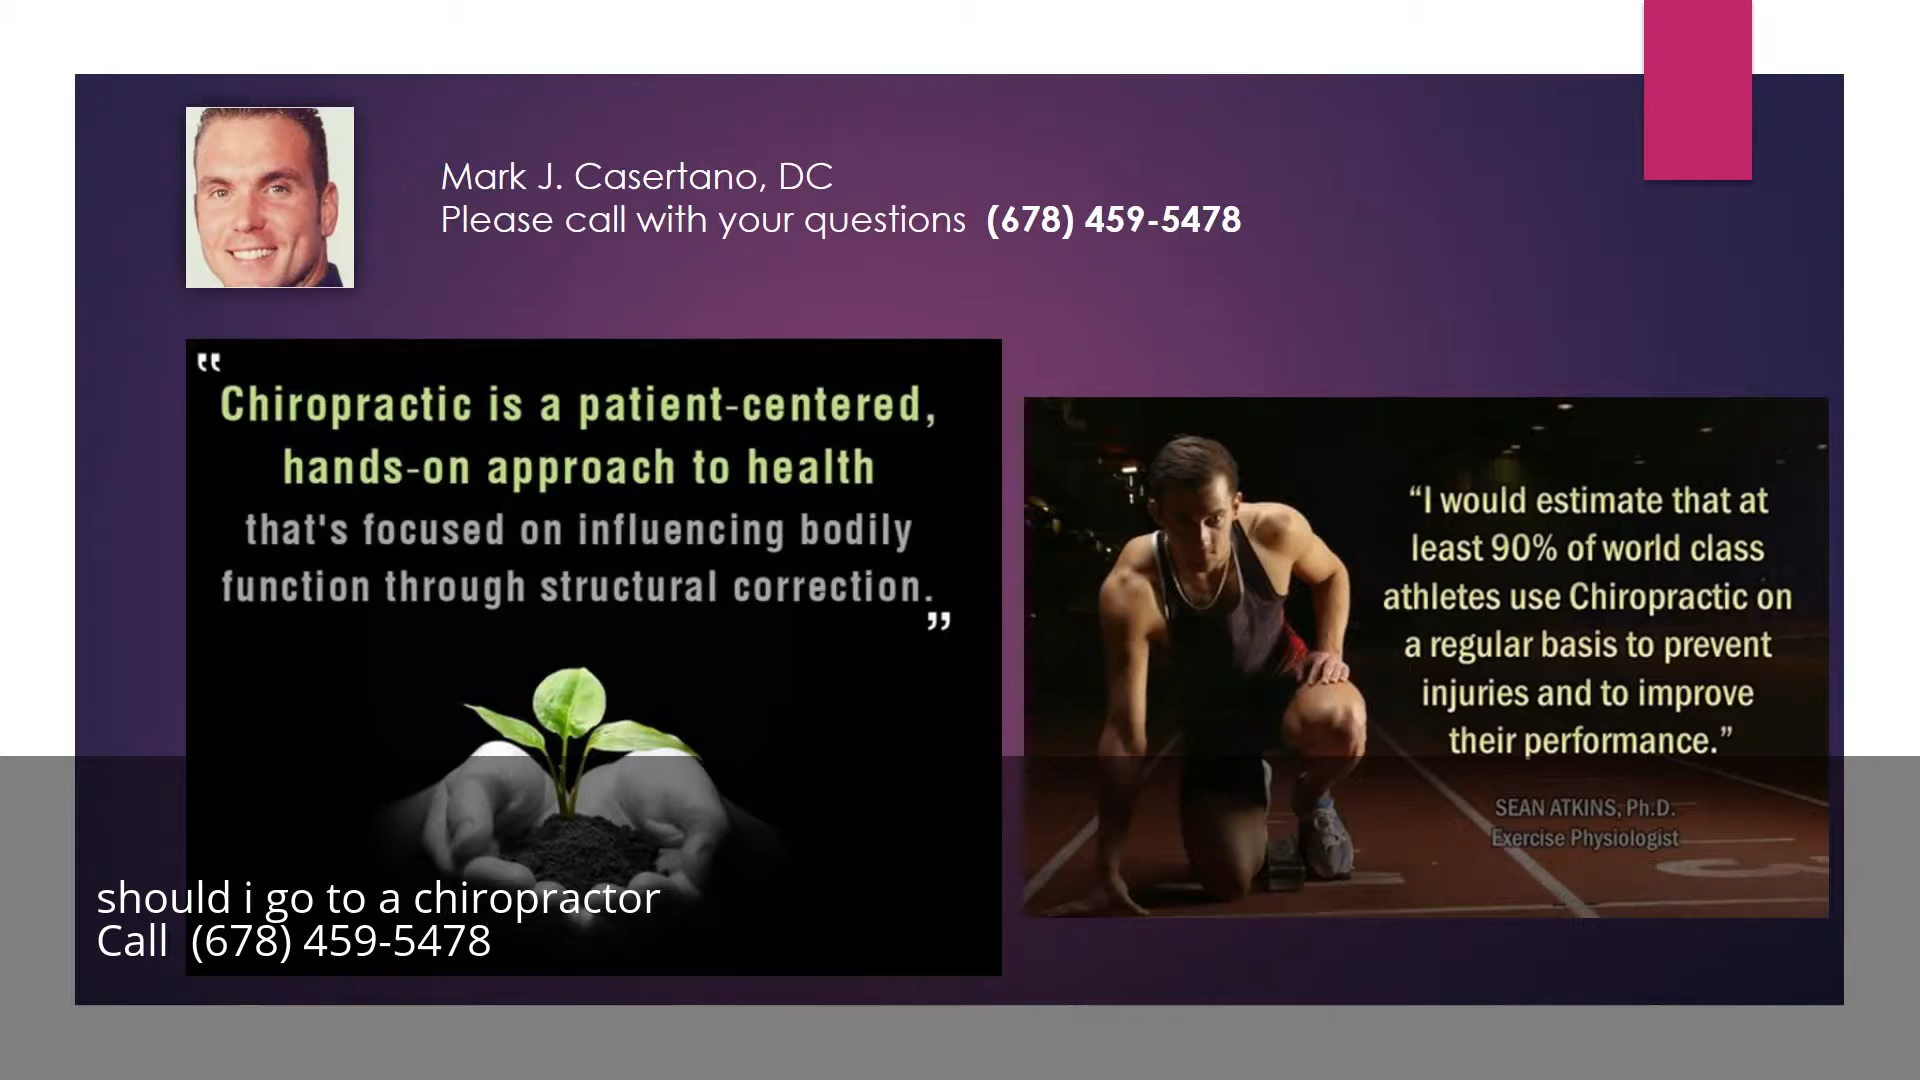 Mark J. Casertano, DC
Please call with your questions (678) 459-5478
"
Chiropractic is a patient-centered,
hands-on approach to health
that's focused on influencing bodily
function through structural correction.
"
“I would estimate that at
least 90% of world class
athletes use Chiropractic on
a regular basis to prevent
injuries and to improve
their performance.”
SEAN ATKINS, Ph.D.
Exercise Physiologist
3
should i go to a chiropractor
Call (678) 459-5478